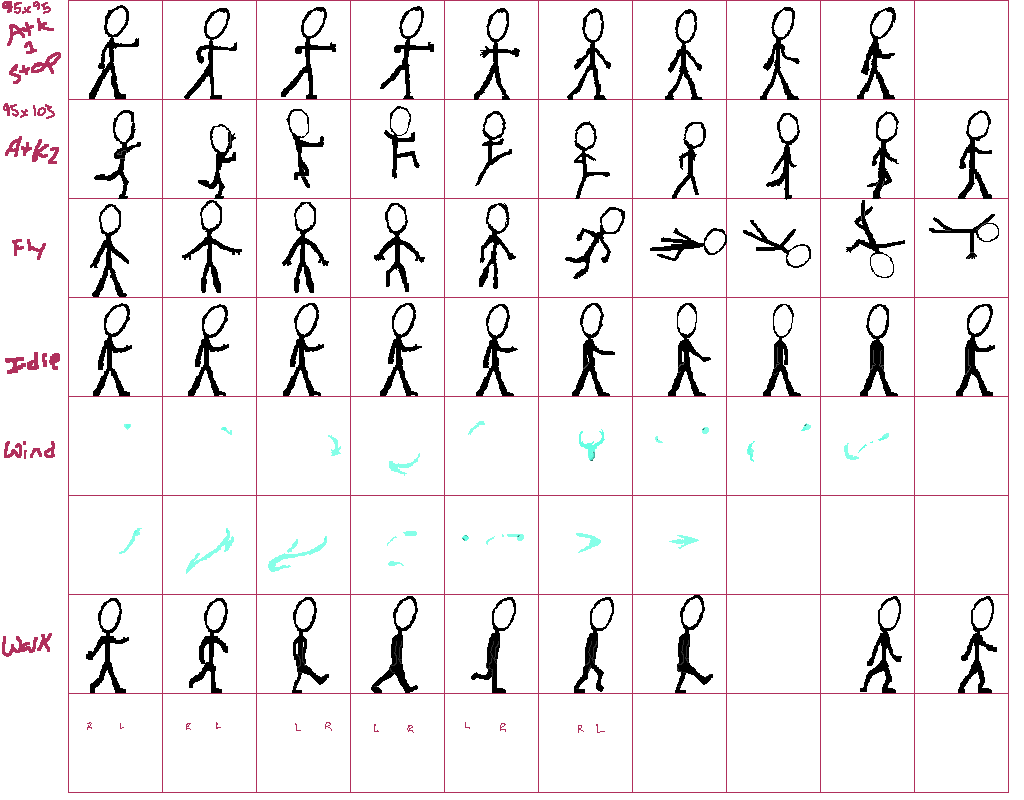 95x95
Atk
1
Stop
95x103
Atk2
Fly
Idle
Wind
Walk
R L R L L R L R L R R L